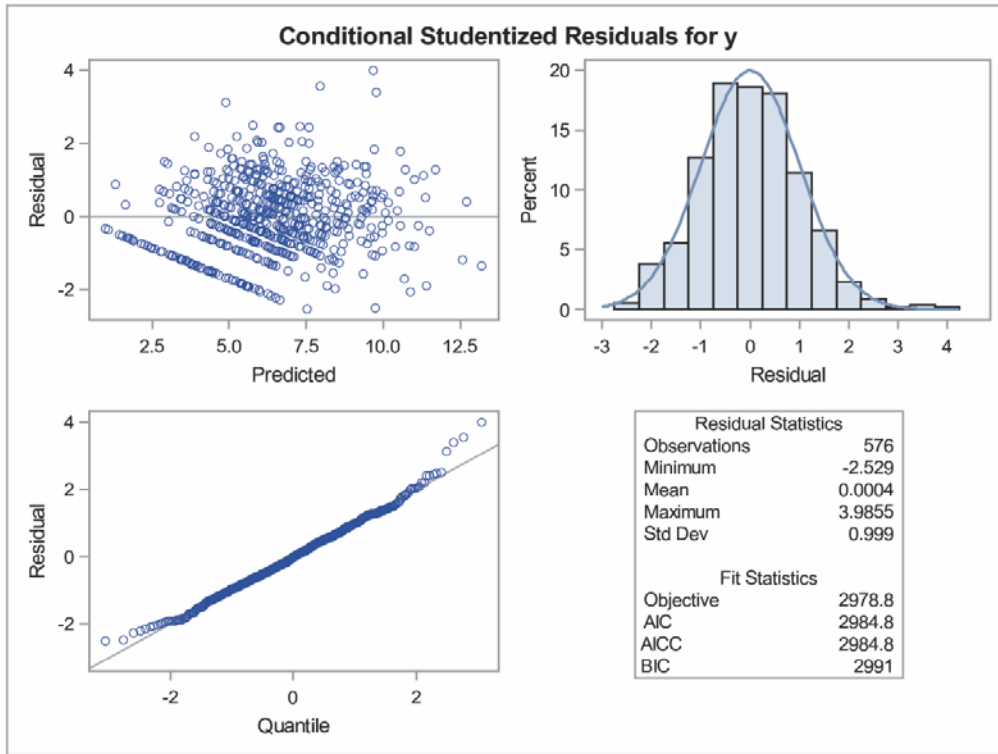 Conditional Studentized Residuals for y
4
2
0
-2
Residual
2.5 5.0 7.5 10.0 12.5
Predicted
20
15
10
5
0
Percent
-3 -2 -1 0 1 2 3 4
Residual
4
2
0
-2
Residual
-2 0 2
Quantile
Residual Statistics
Observations 576
Minimum -2.529
Mean 0.0004
Maximum 3.9855
Std Dev 0.999
Fit Statistics
Objective 2978.8
AIC 2984.8
AICC 2984.8
BIC 2991